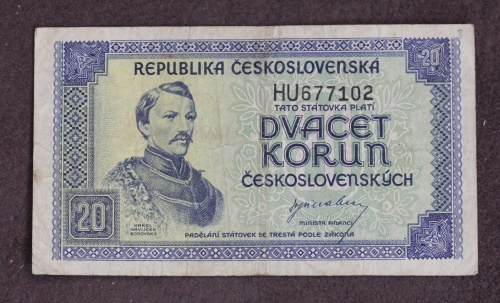 20
REPUBLIKA ČESKOSLOVENSKÁ
HU677102
TATO STÁTOVKA PLATÍ
DVACET
KORUN
ČESKOSLOVENSKÝCH
MINISTR FINANCÍ
20
KAREL
HAVLÍČEK
BOROVSKÝ
PADĚLÁNÍ STÁTOVEK SE TRESTÁ PODLE ZÁKONA
20